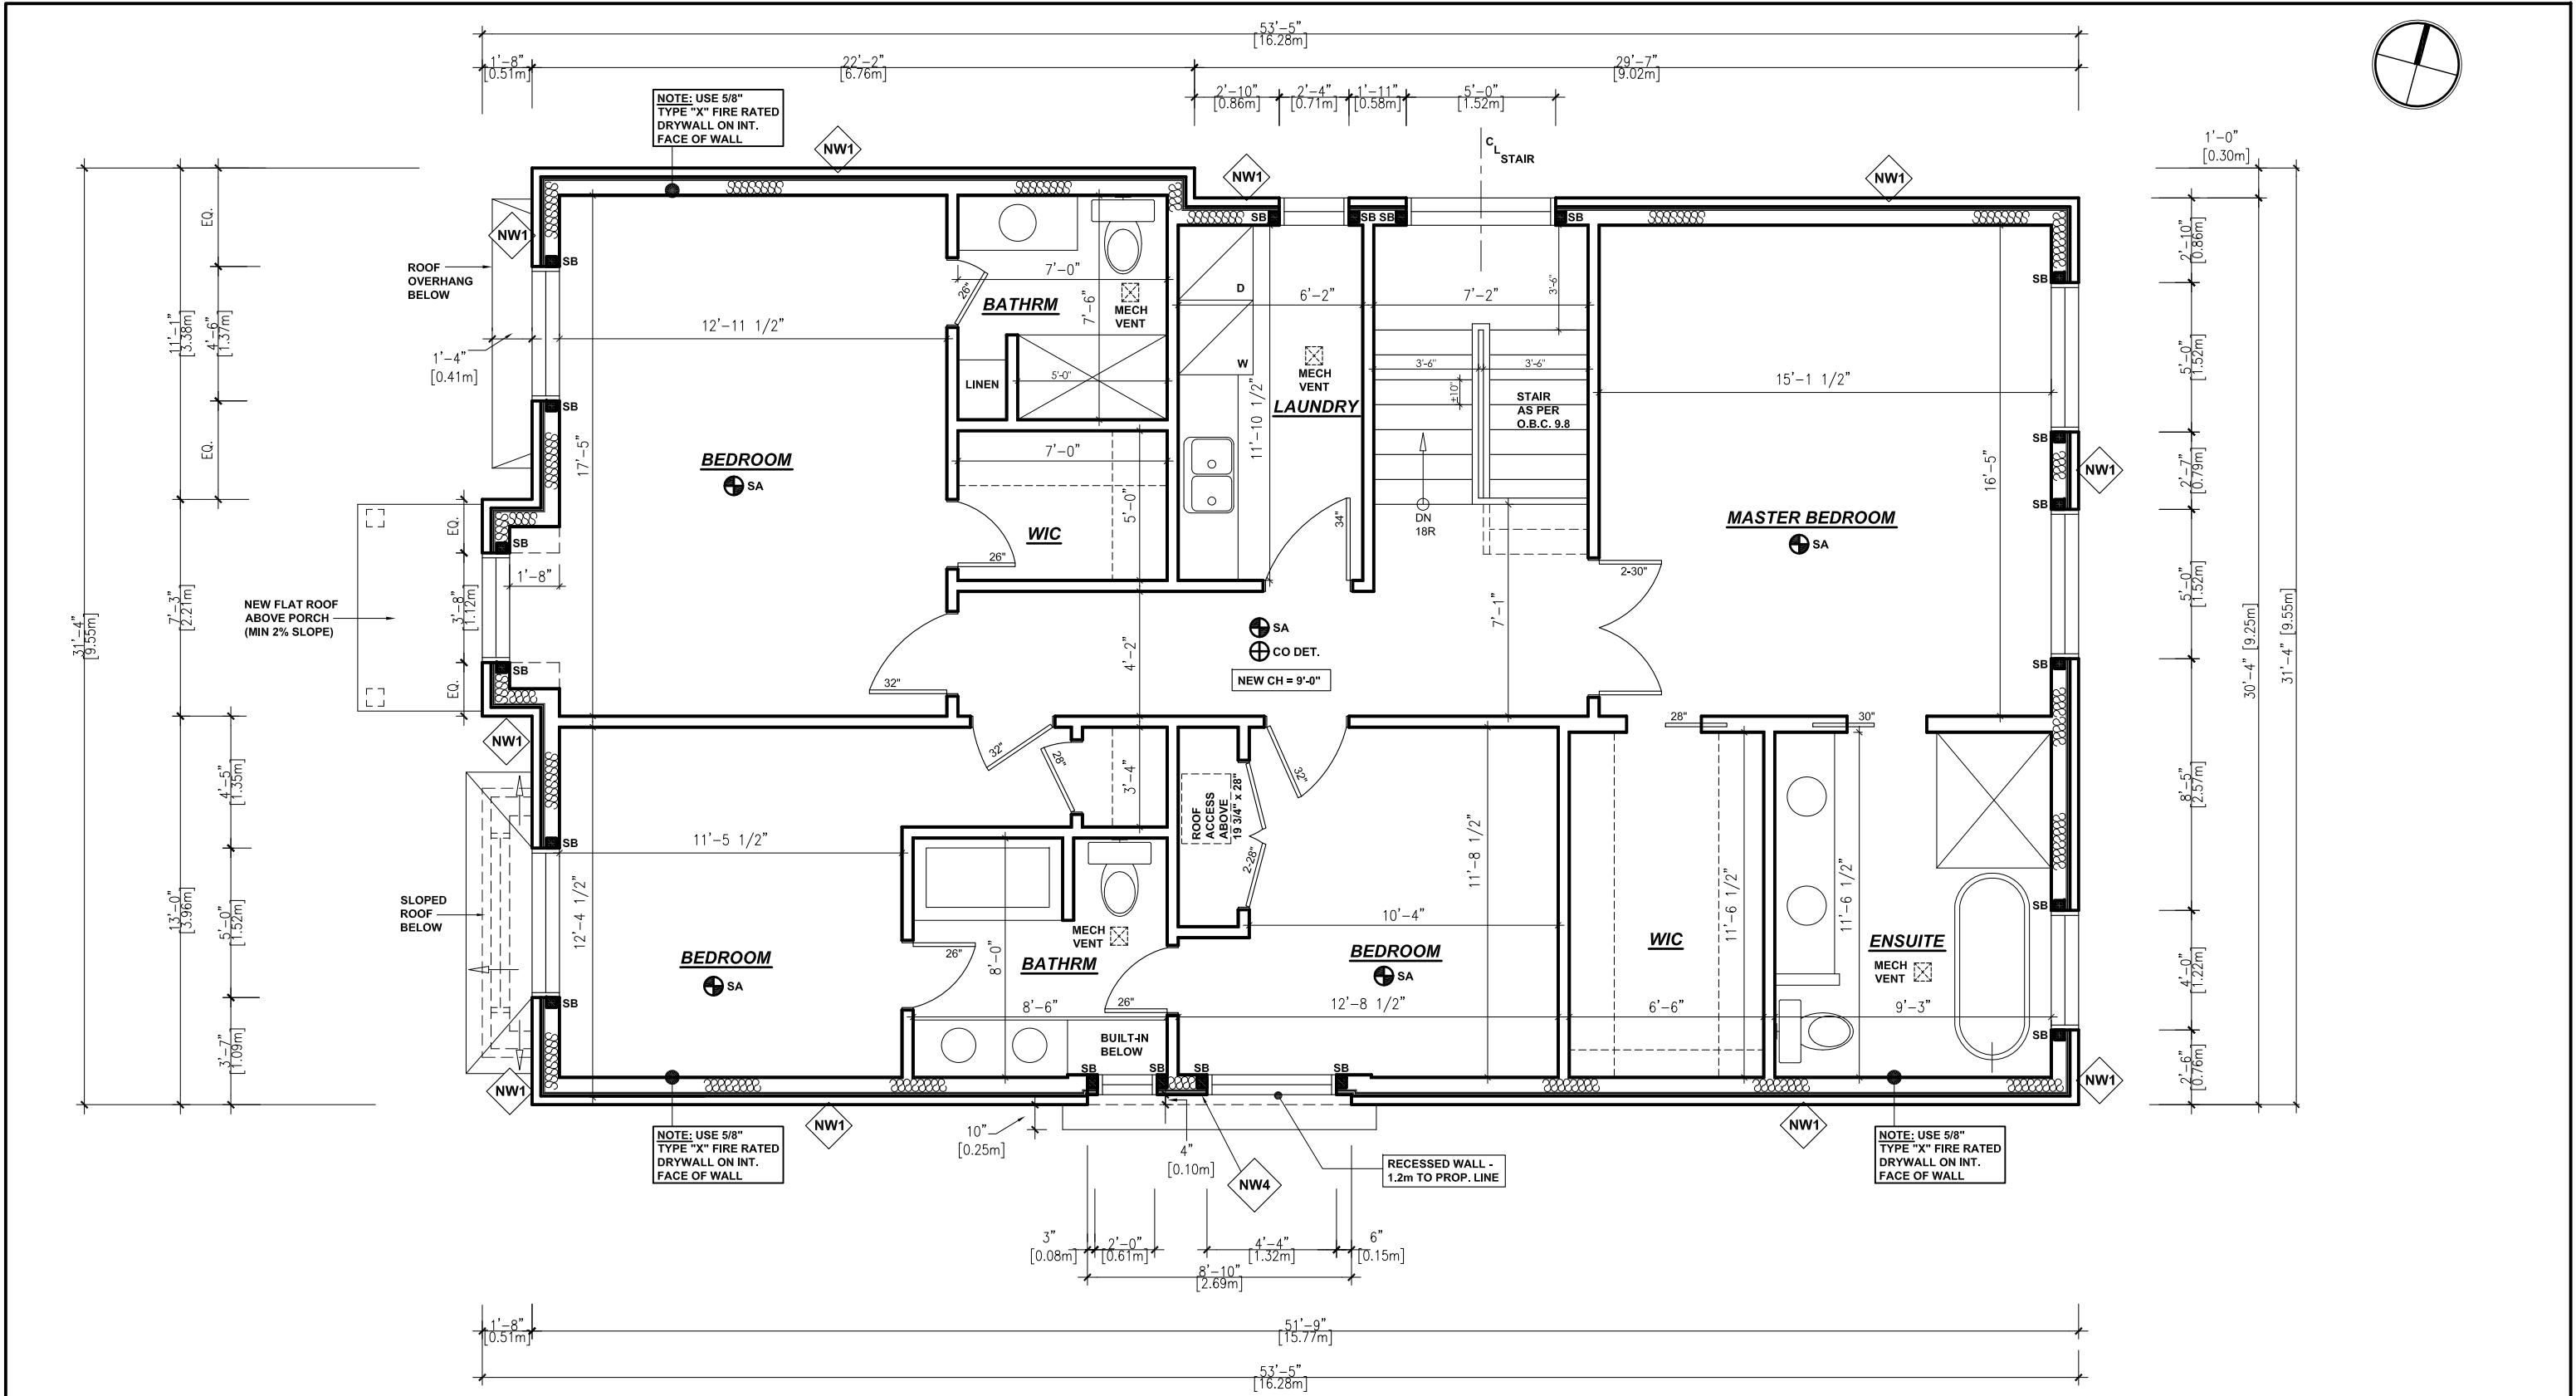 53'-5"
[16.28m]
1'-8"
[0.51m]
22'-2"
[6.76m]
29'-7"
[9.02m]
2'-10"
[0.86m]
2'-4"
[0.71m]
1'-11"
[0.58m]
5'-0"
[1.52m]
NOTE: USE 5/8"
TYPE "X" FIRE RATED
DRYWALL ON INT.
FACE OF WALL
NW1
CL STAIR
NW1
NW1
1'-0"
[0.30m]
NW1
SB
SB
SB
SB
EQ.
ROOF
OVERHANG
BELOW
SB
7'-0"
26"
BATHRM
MECH
VENT
7'-6"
D
6'-2"
7'-2"
3'-6"
SB
2'-10"
[0.86m]
11'-1"
[3.38m]
4'-6"
[1.37m]
1'-4"
[0.41m]
12'-11 1/2"
LINEN
5'-0"
W
MECH
VENT
LAUNDRY
11'-10 1/2"
3'-6"
3'-6"
±10"
STAIR
AS PER
O.B.C. 9.8
15'-1 1/2"
5'-0"
[1.52m]
SB
EQ.
17'-5"
BEDROOM
SA
7'-0"
5'-0"
WIC
26"
34"
DN
18R
16'-5"
MASTER BEDROOM
SA
SB
SB
NW1
2'-7"
[0.79m]
EQ.
SB
1'-8"
2-30"
NEW FLAT ROOF
ABOVE PORCH
(MIN 2% SLOPE)
31'-4"
[9.55m]
7'-3"
[2.21m]
3'-8"
[1.12m]
EQ.
SB
32"
4'-2"
SA
CO DET.
NEW CH = 9'-0"
7'-1"
SB
5'-0"
[1.52m]
30'-4" [9.25m]
31'-4" [9.55m]
NW1
32"
28"
3'-4"
32"
28"
30"
4'-5"
[1.35m]
ROOF
ACCESS
ABOVE
19 3/4" x 28"
2-28"
11'-8 1/2"
8'-5"
[2.57m]
SB
11'-5 1/2"
12'-4 1/2"
SLOPED
ROOF
BELOW
13'-0"
[3.96m]
5'-0"
[1.52m]
BEDROOM
SA
26"
8'-0"
MECH
VENT
BATHRM
26"
8'-6"
10'-4"
BEDROOM
SA
12'-8 1/2"
WIC
6'-6"
11'-6 1/2"
11'-6 1/2"
ENSUITE
MECH
VENT
9'-3"
SB
4'-0"
[1.22m]
SB
3'-7"
[1.09m]
BUILT-IN
BELOW
SB
SB
SB
SB
SB
2'-6"
[0.76m]
NW1
NW1
NW1
NW1
NOTE: USE 5/8"
TYPE "X" FIRE RATED
DRYWALL ON INT.
FACE OF WALL
10"
[0.25m]
4"
[0.10m]
NW4
RECESSED WALL -
1.2m TO PROP. LINE
NOTE: USE 5/8"
TYPE "X" FIRE RATED
DRYWALL ON INT.
FACE OF WALL
3"
[0.08m]
2'-0"
[0.61m]
4'-4"
[1.32m]
6"
[0.15m]
8'-10"
[2.69m]
1'-8"
[0.51m]
51'-9"
[15.77m]
53'-5"
[16.28m]